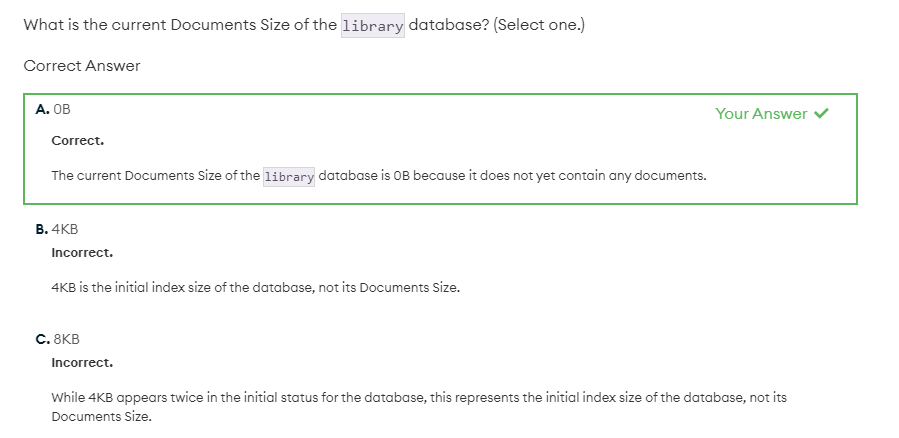 What is the current Documents Size of the library database? (Select one.)
Correct Answer
A. 0B
Your Answer ✓
Correct.
The current Documents Size of the library database is 0B because it does not yet contain any documents.
B. 4KB
Incorrect.
4KB is the initial index size of the database, not its Documents Size.
C. 8KB
Incorrect.
While 4KB appears twice in the initial status for the database, this represents the initial index size of the database, not its
Documents Size.